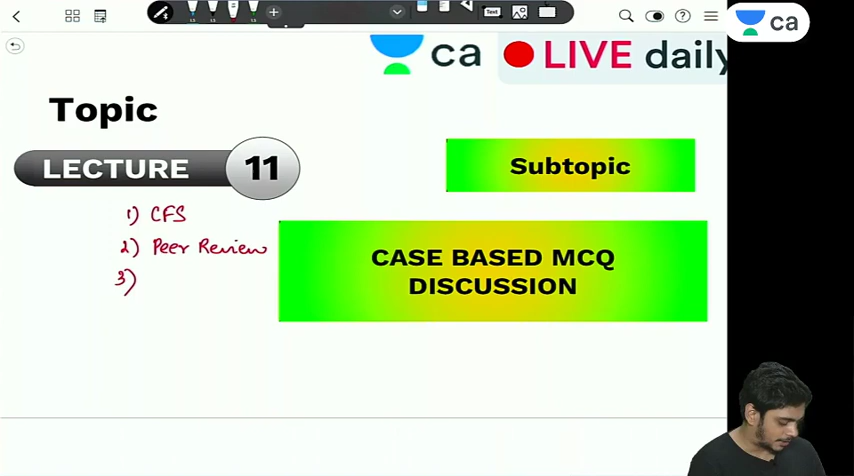 Text
ca
LIVE daily
ca
Topic
LECTURE 11
Subtopic
1) CFS
2) Peer Review
3)
CASE BASED MCQ
DISCUSSION